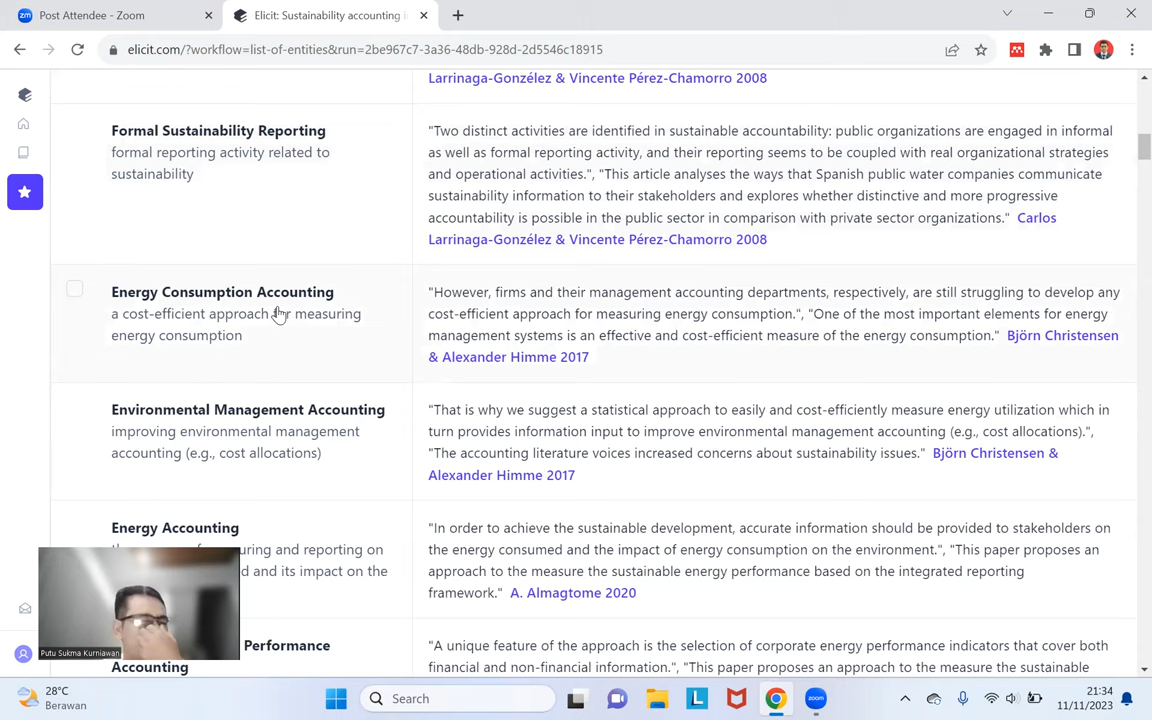 Post Attendee - Zoom
Elicit: Sustainability accounting i
elicit.com/?workflow=list-of-entities&run=2be967c7-3a36-48db-928d-2d5546c18915
Larrinaga-Gonzélez & Vincente Pérez-Chamorro 2008
Formal Sustainability Reporting
formal reporting activity related to
sustainability
"Two distinct activities are identified in sustainable accountability: public organizations are engaged in informal
as well as formal reporting activity, and their reporting seems to be coupled with real organizational strategies
and operational activities.", "This article analyses the ways that Spanish public water companies communicate
sustainability information to their stakeholders and explores whether distinctive and more progressive
accountability is possible in the public sector in comparison with private sector organizations." Carlos
Larrinaga-Gonzélez & Vincente Pérez-Chamorro 2008
Energy Consumption Accounting
a cost-efficient approach for measuring
energy consumption
"However, firms and their management accounting departments, respectively, are still struggling to develop any
cost-efficient approach for measuring energy consumption.", "One of the most important elements for energy
management systems is an effective and cost-efficient measure of the energy consumption." Björn Christensen
& Alexander Himme 2017
Environmental Management Accounting
improving environmental management
accounting (e.g., cost allocations)
"That is why we suggest a statistical approach to easily and cost-efficiently measure energy utilization which in
turn provides information input to improve environmental management accounting (e.g., cost allocations).",
"The accounting literature voices increased concerns about sustainability issues." Björn Christensen &
Alexander Himme 2017
Energy Accounting
uring and reporting on
d and its impact on the
"In order to achieve the sustainable development, accurate information should be provided to stakeholders on
the energy consumed and the impact of energy consumption on the environment.", "This paper proposes an
approach to the measure the sustainable energy performance based on the integrated reporting
framework." A. Almagtome 2020
Performance
Accounting
"A unique feature of the approach is the selection of corporate energy performance indicators that cover both
financial and non-financial information.", "This paper proposes an approach to the measure the sustainable
Putu Sukma Kurniawan
28°C
Berawan
Search
21:34
11/11/2023